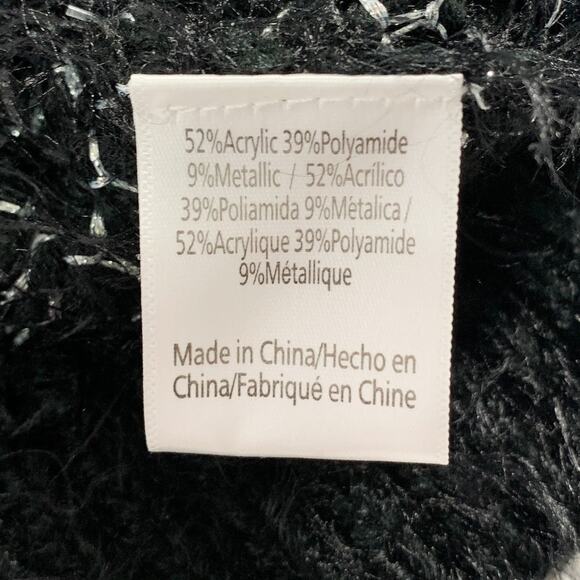 52%Acrylic 39%Polyamide
9%Metallic / 52%Acrílico
39%Poliamida 9%Métalica /
52%Acrylique 39%Polyamide
9%Métallique
Made in China/Hecho en
China/Fabriqué en Chine